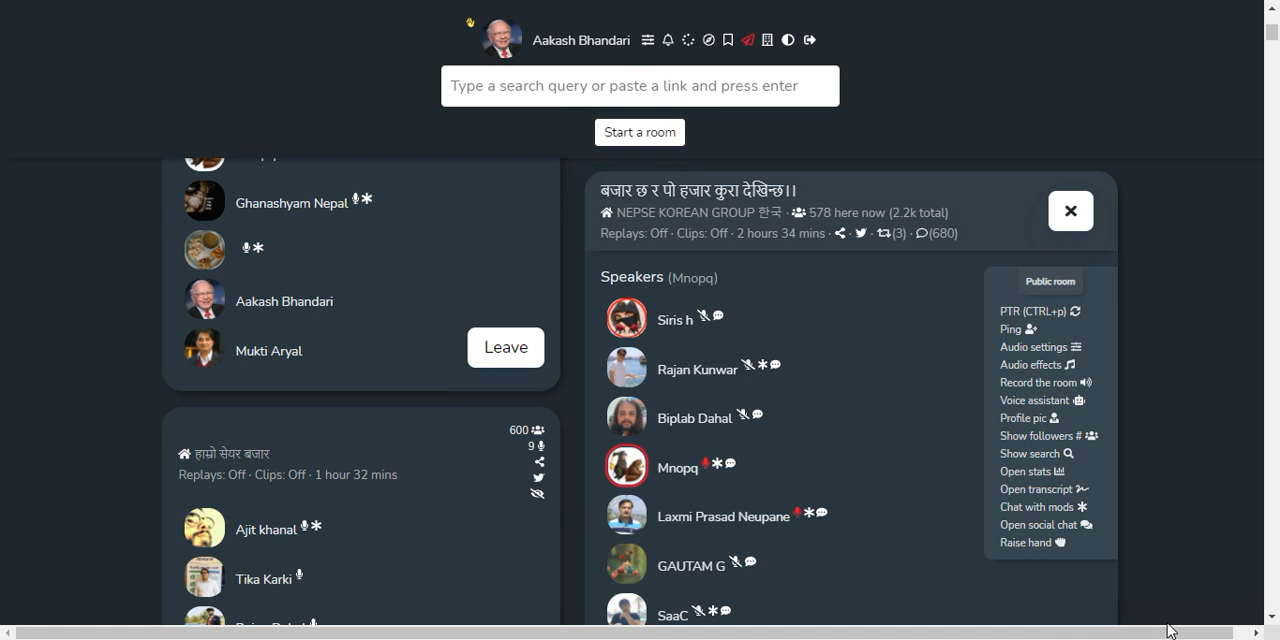 Aakash Bhandari
Type a search query or paste a link and press enter
Start a room
Ghanashyam Nepal
Aakash Bhandari
Mukti Aryal
Leave
600
9
हाम्रो सेयर बजार
Replays: Off · Clips: Off · 1 hour 32 mins
Ajit khanal
Tika Karki
बजार छ र पो हजार कुरा देखिन्छ।।
NEPSE KOREAN GROUP 한국 · 578 here now (2.2k total)
Replays: Off · Clips: Off · 2 hours 34 mins · · · (3) · (680)
Speakers (Mnopq)
Siris h
Rajan Kunwar
Biplab Dahal
Mnopq
Laxmi Prasad Neupane
GAUTAM G
SaaC
Public room
PTR (CTRL+p)
Ping
Audio settings
Audio effects
Record the room
Voice assistant
Profile pic
Show followers #
Show search
Open stats
Open transcript
Chat with mods
Open social chat
Raise hand